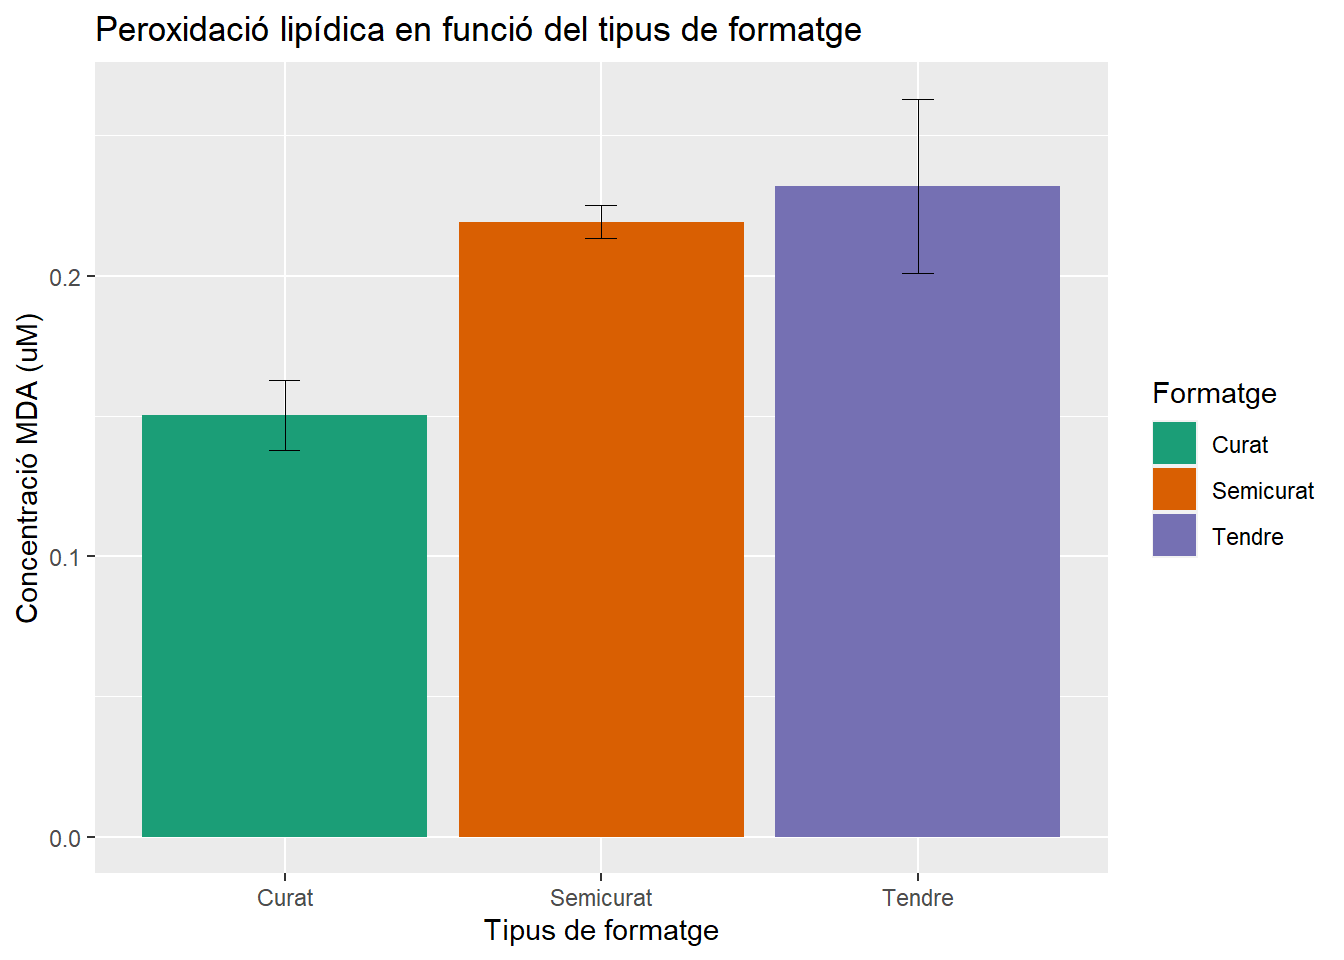 Peroxidació lipídica en funció del tipus de formatge
Concentració MDA (uM)
0.2
0.1
0.0
Curat
Semicurat
Tendre
Tipus de formatge
Formatge
Curat
Semicurat
Tendre